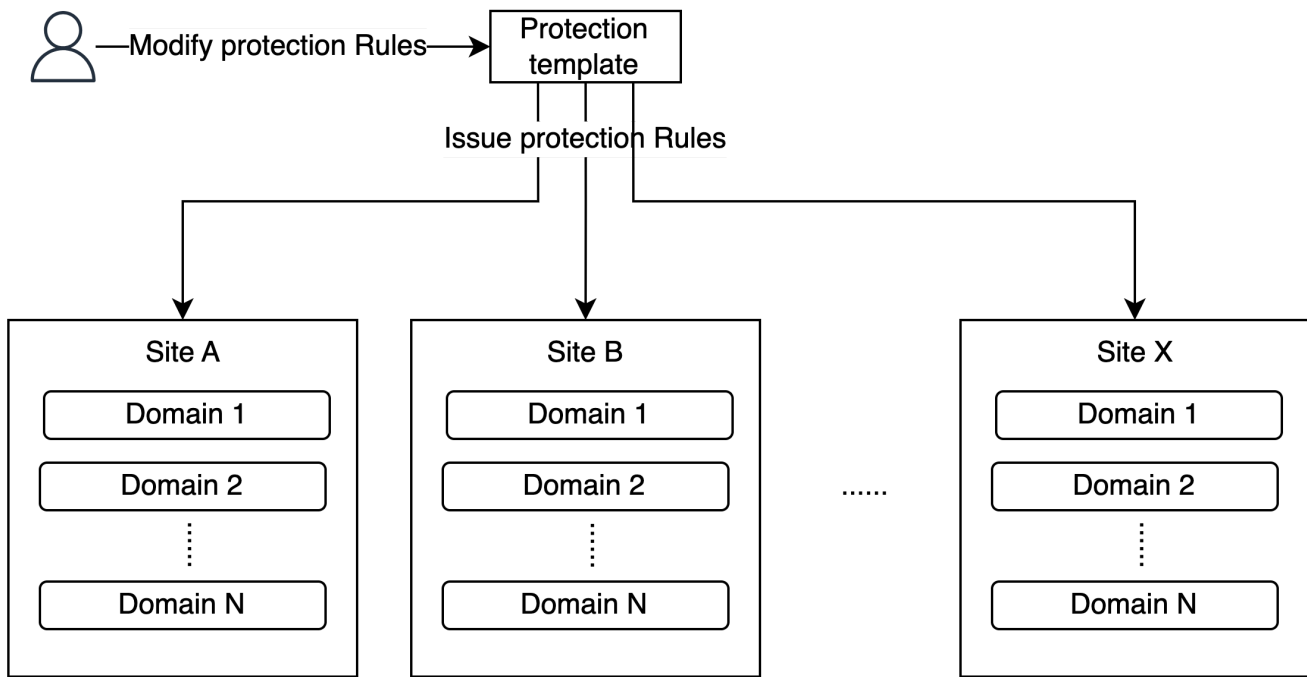 Modify protection Rules
Protection
template
Issue protection Rules
Site A
Domain 1
Domain 2
Domain N
Site B
Domain 1
Domain 2
Domain N
......
Site X
Domain 1
Domain 2
Domain N